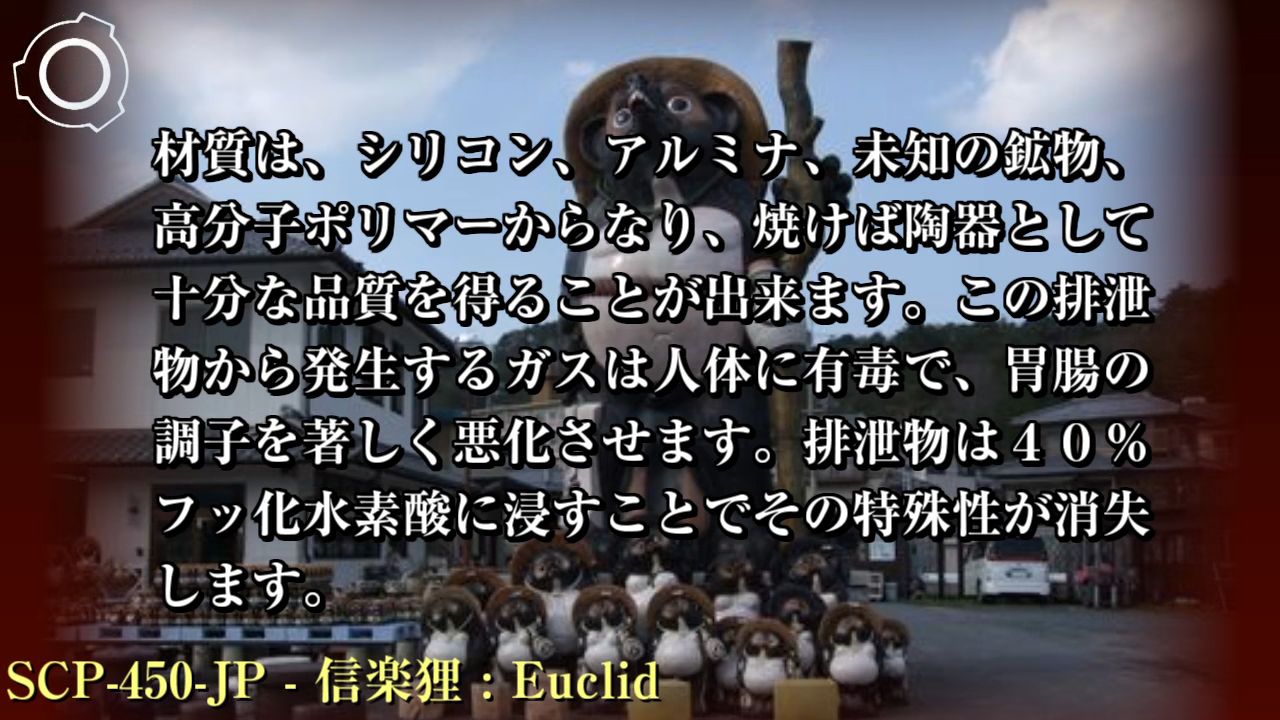 材質は、シリコン、アルミナ、未知の鉱物、
高分子ポリマーからなり、焼けば陶器として
十分な品質を得ることが出来ます。この排泄
物から発生するガスは人体に有毒で、胃腸の
調子を著しく悪化させます。排泄物は４０％
フッ化水素酸に浸すことでその特殊性が消失
します。
SCP-450-JP - 信楽狸：Euclid